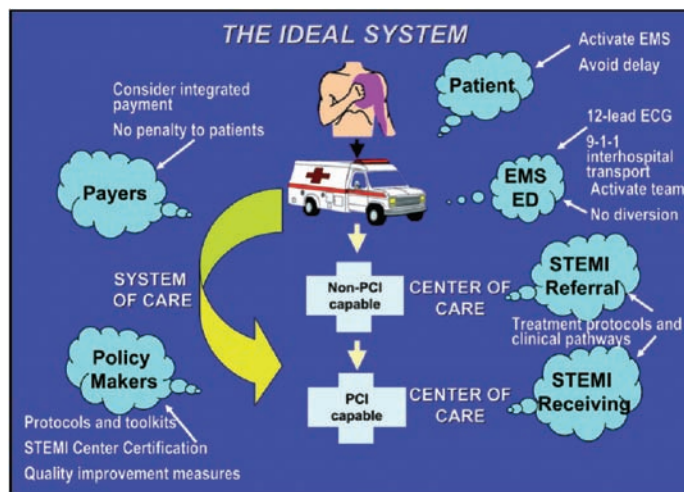 THE IDEAL SYSTEM
Activate EMS
Avoid delay
Patient
Consider integrated
payment
No penalty to patients
Payers
12-lead ECG
9-1-1
interhospital
transport
Activate team
No diversion
EMS
ED
SYSTEM
OF CARE
Non-PCI
capable
CENTER OF
CARE
STEMI
Referral
Treatment protocols and
clinical pathways
Policy
Makers
PCI
capable
CENTER OF
CARE
STEMI
Receiving
Protocols and toolkits
STEMI Center Certification
Quality improvement measures